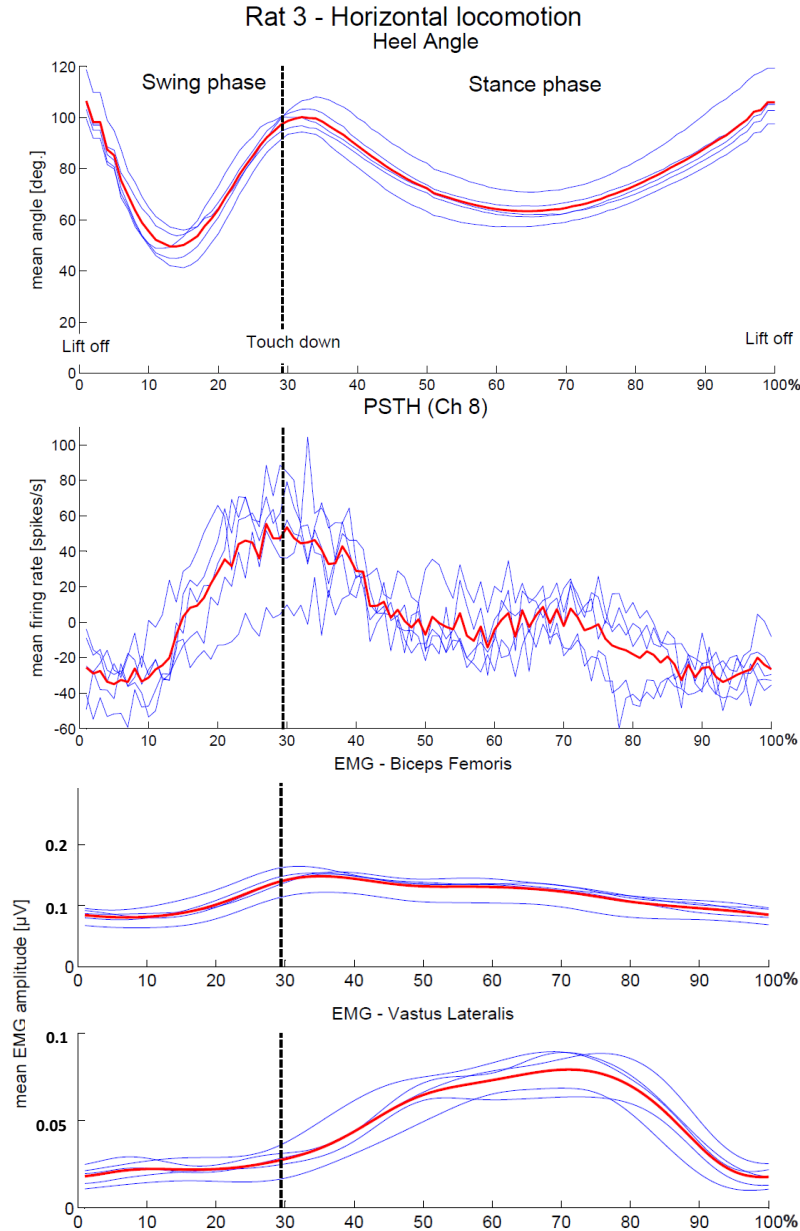 Rat 3 - Horizontal locomotion
Heel Angle
120
Swing phase
Stance phase
100
80
60
40
20
mean angle [deg.]
Lift off
Touch down
Lift off
0
0 10 20 30 40 50 60 70 80 90 100%
PSTH (Ch 8)
100
80
60
40
20
0
-20
-40
-60
mean firing rate [spikes/s]
0 10 20 30 40 50 60 70 80 90 100%
EMG - Biceps Femoris
0.2
0.1
0
0 10 20 30 40 50 60 70 80 90 100%
mean EMG amplitude [µV]
EMG - Vastus Lateralis
0.1
0.05
0
0 10 20 30 40 50 60 70 80 90 100%